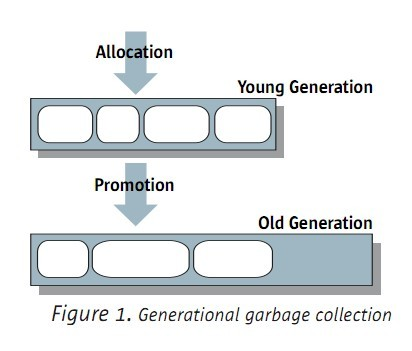 Allocation
Young Generation
Promotion
Old Generation
Figure 1. Generational garbage collection